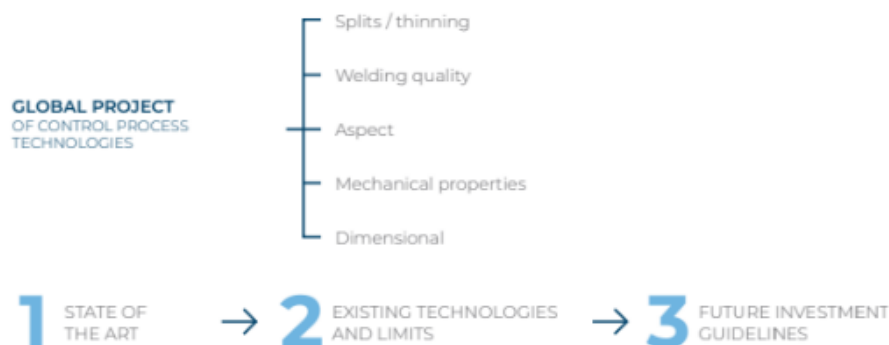 Splits / thinning
Welding quality
GLOBAL PROJECT
OF CONTROL PROCESS
TECHNOLOGIES
Aspect
Mechanical properties
Dimensional
1 STATE OF
THE ART
2 EXISTING TECHNOLOGIES
AND LIMITS
3 FUTURE INVESTMENT
GUIDELINES